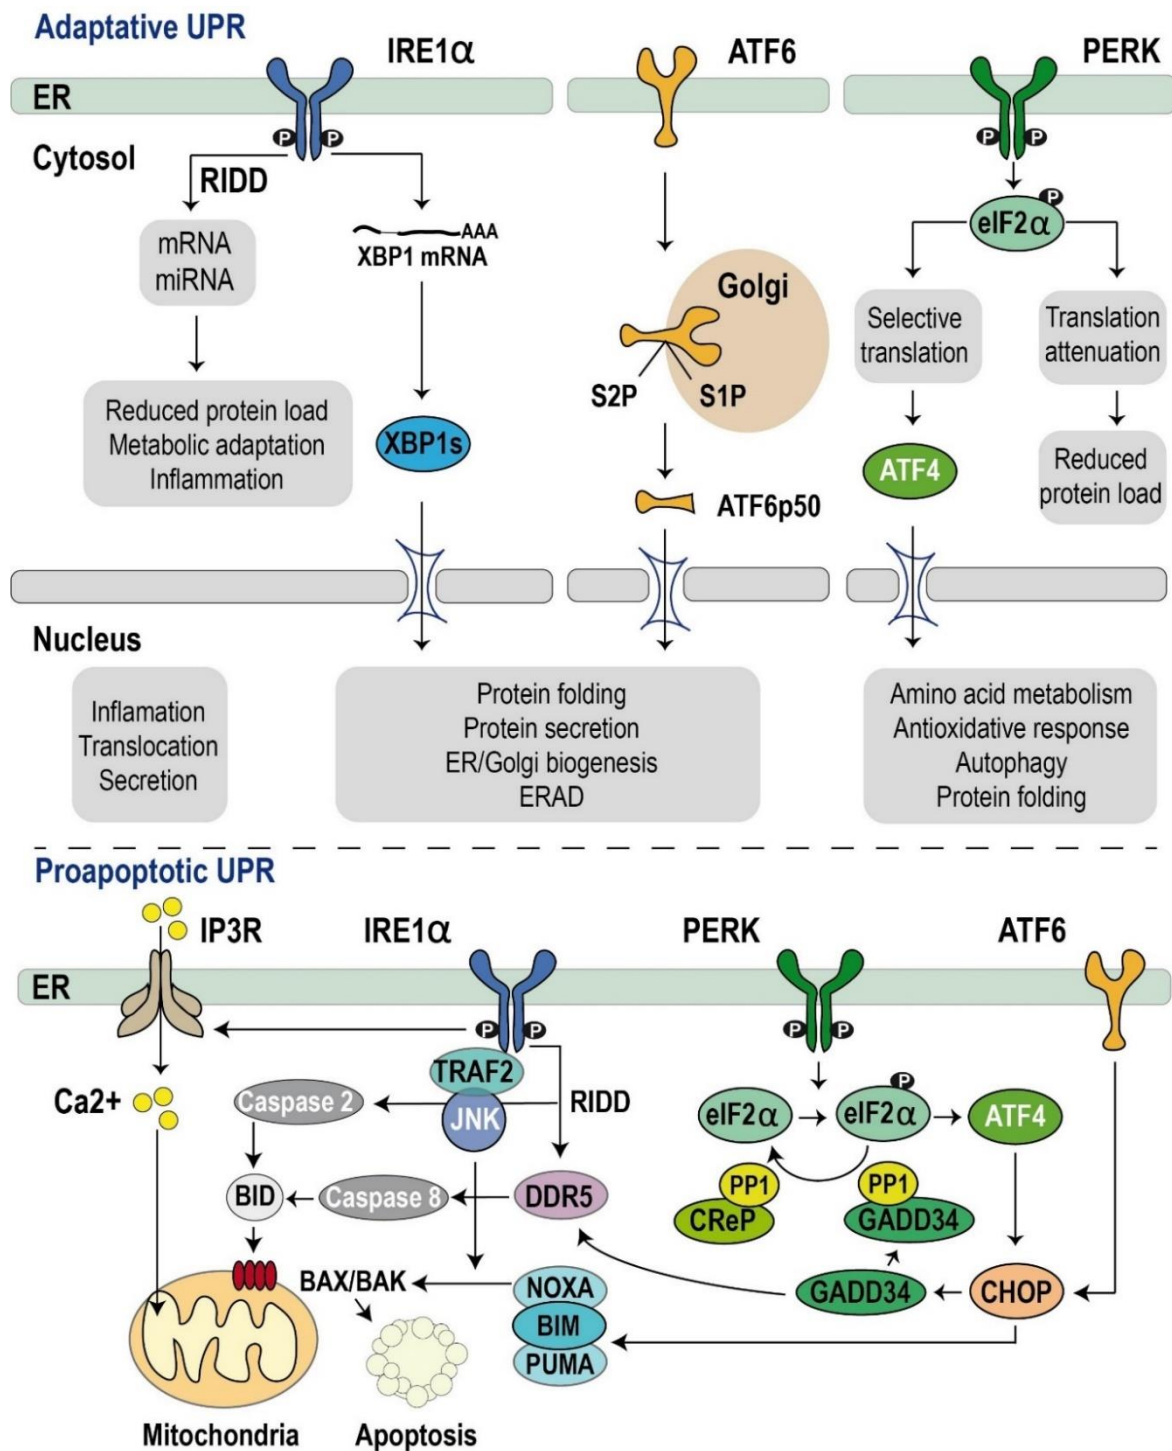 Adaptative UPR
IRE1α
ATF6
PERK
ER
P
P
P
P
Cytosol
RIDD
mRNA
miRNA
AAA
XBP1 mRNA
P
eIF2α
Golgi
S2P
S1P
Selective
translation
Translation
attenuation
Reduced protein load
Metabolic adaptation
Inflammation
XBP1s
ATF6p50
ATF4
Reduced
protein load
Nucleus
Inflamation
Translocation
Secretion
Protein folding
Protein secretion
ER/Golgi biogenesis
ERAD
Amino acid metabolism
Antioxidative response
Autophagy
Protein folding
Proapoptotic UPR
IP3R
IRE1α
PERK
ATF6
ER
P
P
P
P
Ca2+
TRAF2
JNK
Caspase 2
RIDD
eIF2α
P
eIF2α
ATF4
BID
Caspase 8
DDR5
PP1
CReP
PP1
GADD34
BAX/BAK
NOXA
BIM
PUMA
GADD34
CHOP
Mitochondria
Apoptosis